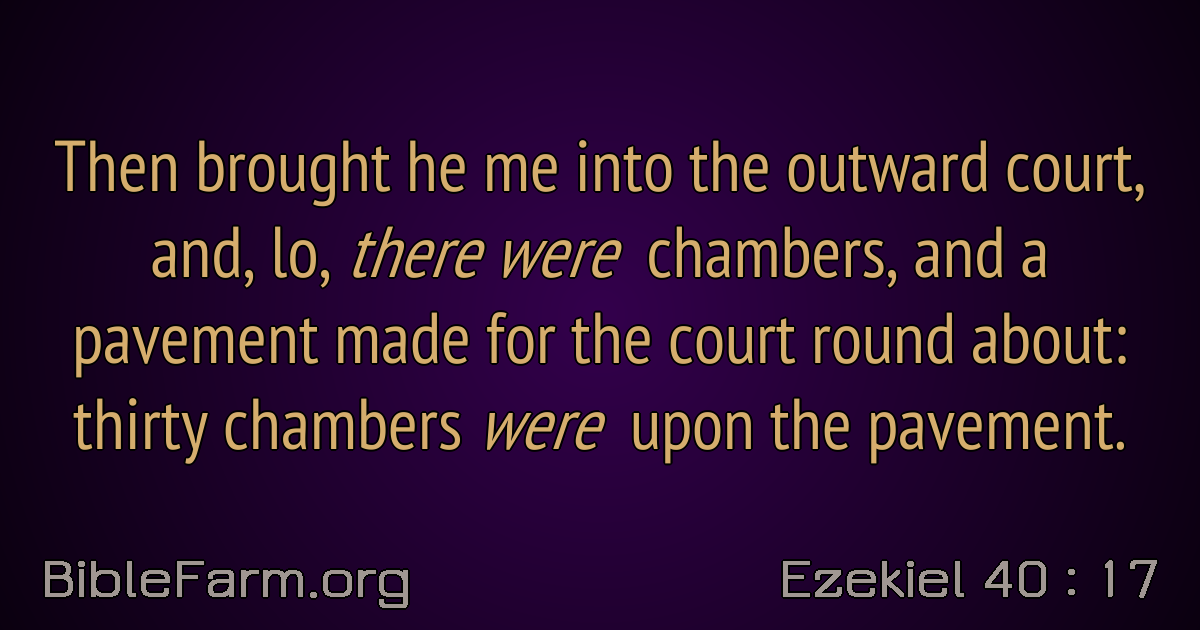 Then brought he me into the outward court,
and, lo, there were chambers, and a
pavement made for the court round about:
thirty chambers were upon the pavement.
BibleFarm.org
Ezekiel 40 : 17